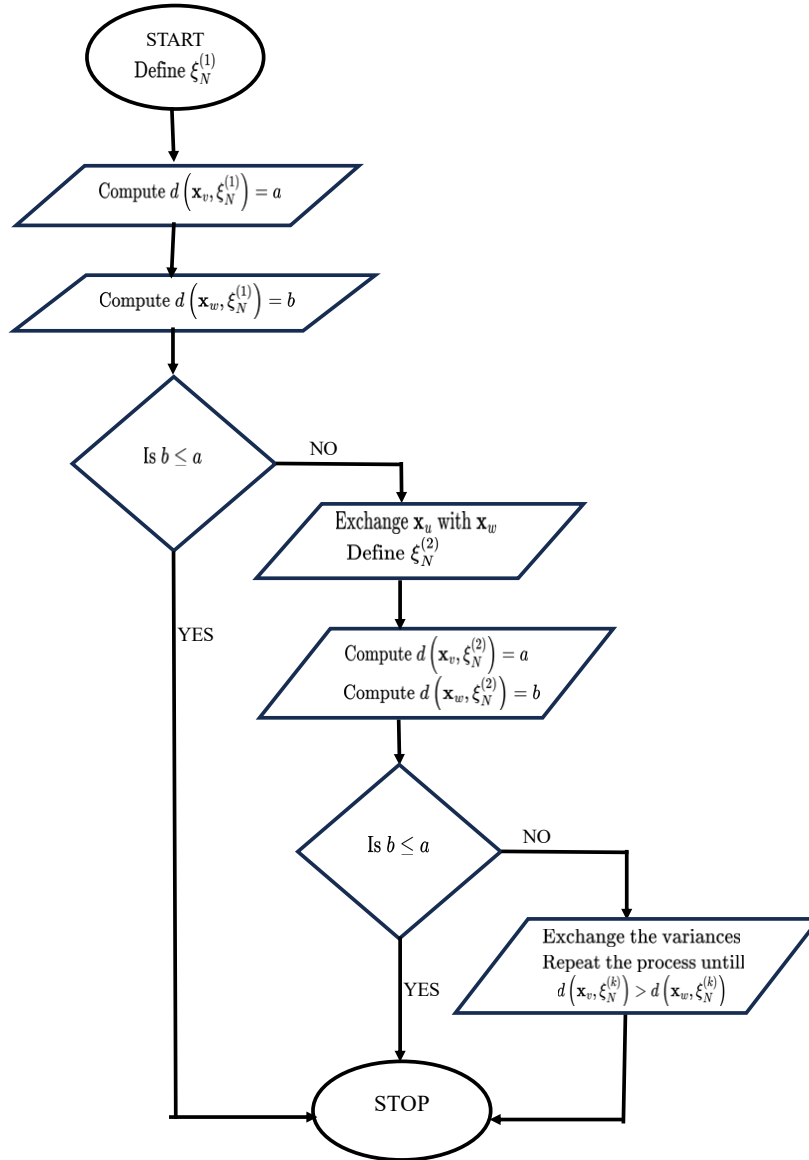 START
Define ξ_N^{(1)}
Compute d(𝐱_v, ξ_N^{(1)}) = a
Compute d(𝐱_w, ξ_N^{(1)}) = b
Is b ≤ a
NO
YES
Exchange 𝐱_u with 𝐱_w
Define ξ_N^{(2)}
Compute d(𝐱_v, ξ_N^{(2)}) = a
Compute d(𝐱_w, ξ_N^{(2)}) = b
Is b ≤ a
NO
YES
Exchange the variances
Repeat the process untill
d(𝐱_v, ξ_N^{(k)}) > d(𝐱_w, ξ_N^{(k)})
STOP